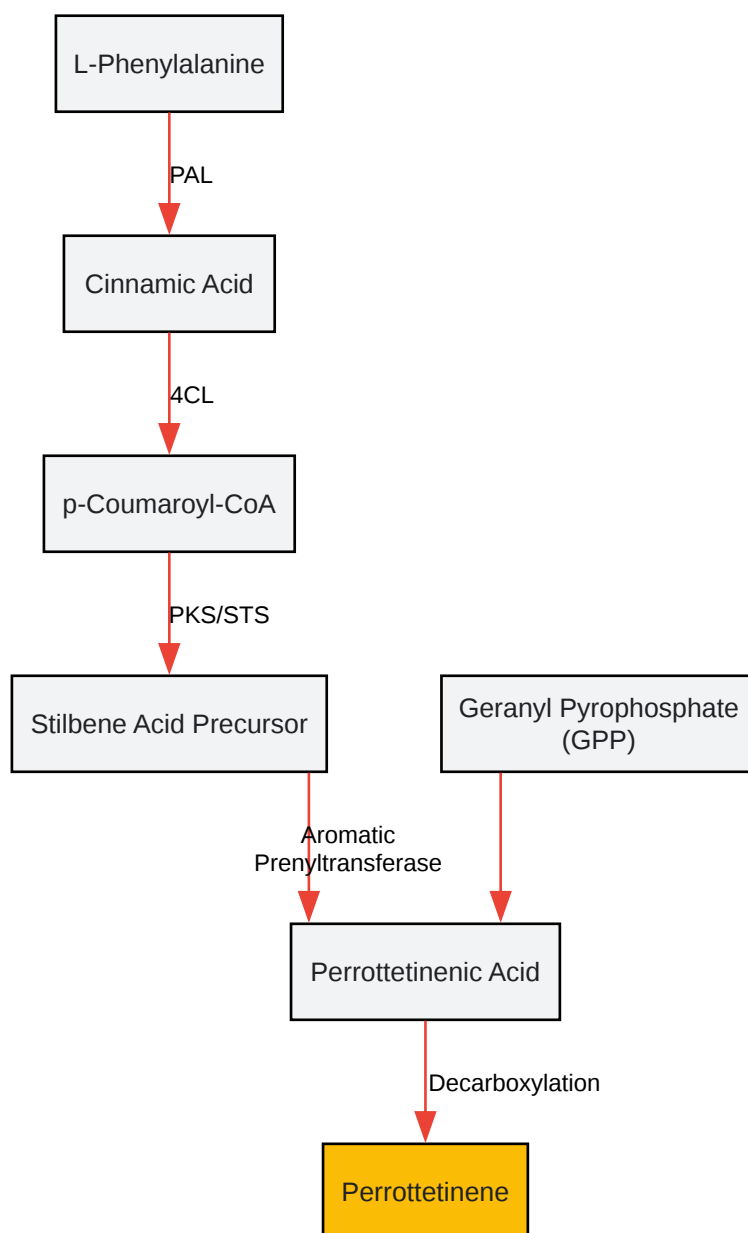 L-Phenylalanine
PAL
Cinnamic Acid
4CL
p-Coumaroyl-CoA
PKS/STS
Stilbene Acid Precursor
Geranyl Pyrophosphate
(GPP)
Aromatic
Prenyltransferase
Perrottetinenic Acid
Decarboxylation
Perrottetinene